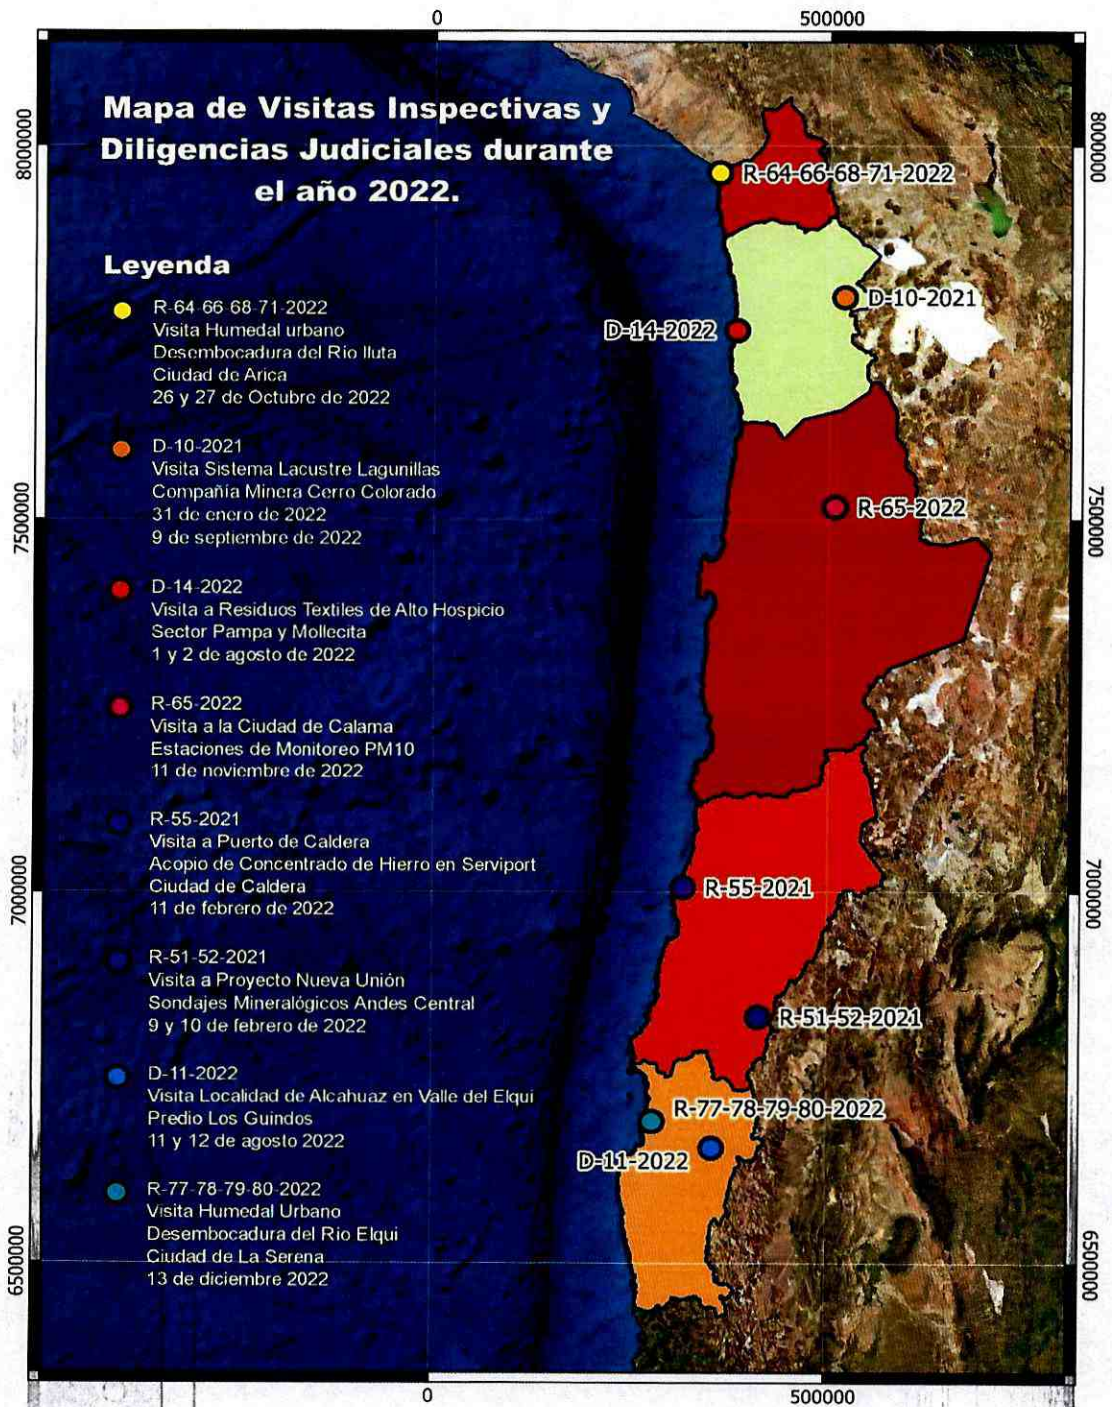 0 500000
Mapa de Visitas Inspectivas y
Diligencias Judiciales durante
el año 2022.
Leyenda
R-64-66-68-71-2022
Visita Humedal urbano
Desembocadura del Rio lluta
Ciudad de Arica
26 y 27 de Octubre de 2022
D-10-2021
Visita Sistema Lacustre Lagunillas
Compañía Minera Cerro Colorado
31 de enero de 2022
9 de septiembre de 2022
D-14-2022
Visita a Residuos Textiles de Alto Hospicio
Sector Pampa y Mollecita
1 y 2 de agosto de 2022
R-65-2022
Visita a la Ciudad de Calama
Estaciones de Monitoreo PM10
11 de noviembre de 2022
R-55-2021
Visita a Puerto de Caldera
Acopio de Concentrado de Hierro en Serviport
Ciudad de Caldera
11 de febrero de 2022
R-51-52-2021
Visita a Proyecto Nueva Unión
Sondajes Mineralógicos Andes Central
9 y 10 de febrero de 2022
D-11-2022
Visita Localidad de Alcahuaz en Valle del Elqui
Predio Los Guindos
11 y 12 de agosto 2022
R-77-78-79-80-2022
Visita Humedal Urbano
Desembocadura del Rio Elqui
Ciudad de La Serena
13 de diciembre 2022
R-64-66-68-71-2022
D-10-2021
D-14-2022
R-65-2022
R-55-2021
R-51-52-2021
R-77-78-79-80-2022
D-11-2022
8000000
7500000
7000000
6500000
8000000
7500000
7000000
6500000
0 500000